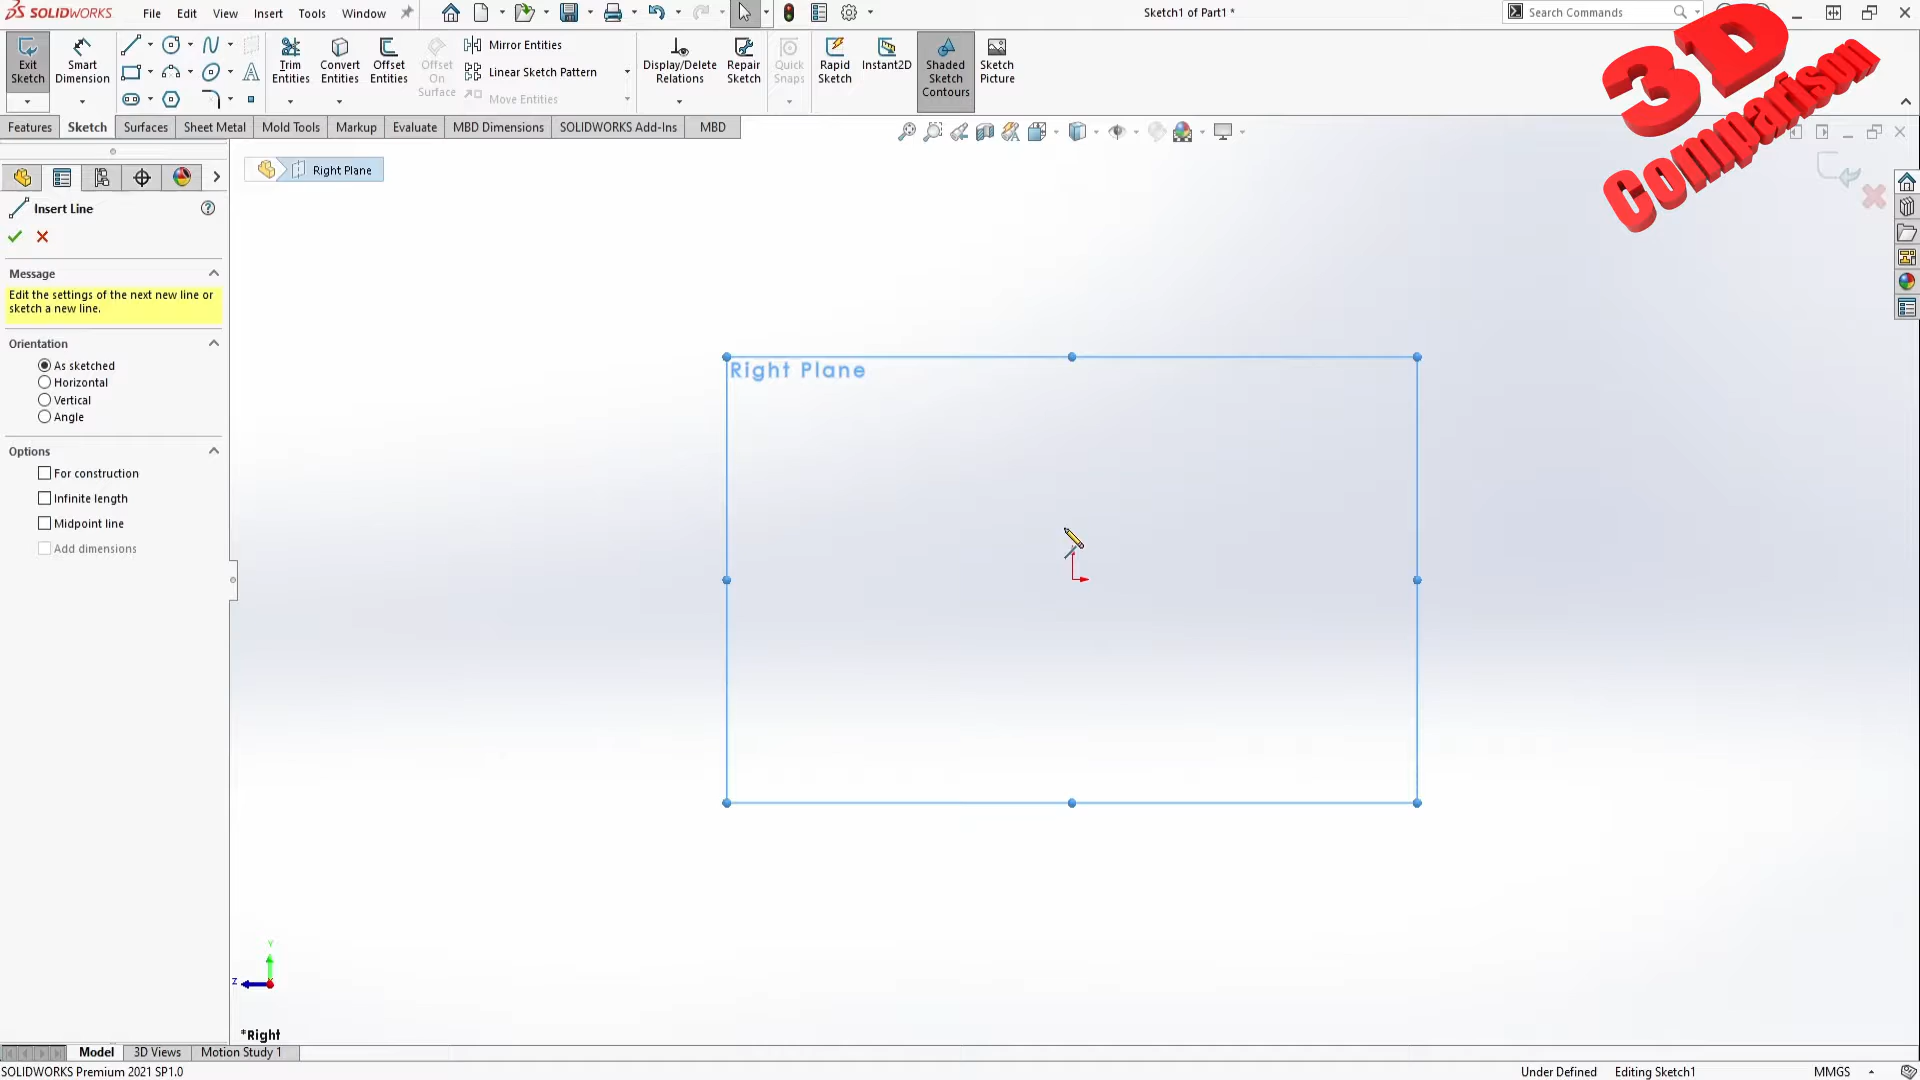 SOLIDWORKS File Edit View Insert Tools Window Sketch1 of Part1 * Search Commands
Exit Sketch
Smart Dimension
Trim Entities
Convert Entities
Offset Entities
Offset On Surface
Mirror Entities
Linear Sketch Pattern
Move Entities
Display/Delete Relations
Repair Sketch
Quick Snaps
Rapid Sketch
Instant2D
Shaded Sketch Contours
Sketch Picture
3D
Comparison
Features Sketch Surfaces Sheet Metal Mold Tools Markup Evaluate MBD Dimensions SOLIDWORKS Add-Ins MBD
Right Plane
Insert Line
Message
Edit the settings of the next new line or
sketch a new line.
Orientation
As sketched
Horizontal
Vertical
Angle
Options
For construction
Infinite length
Midpoint line
Add dimensions
Right Plane
Y
Z
*Right
Model 3D Views Motion Study 1
SOLIDWORKS Premium 2021 SP1.0 Under Defined Editing Sketch1 MMGS